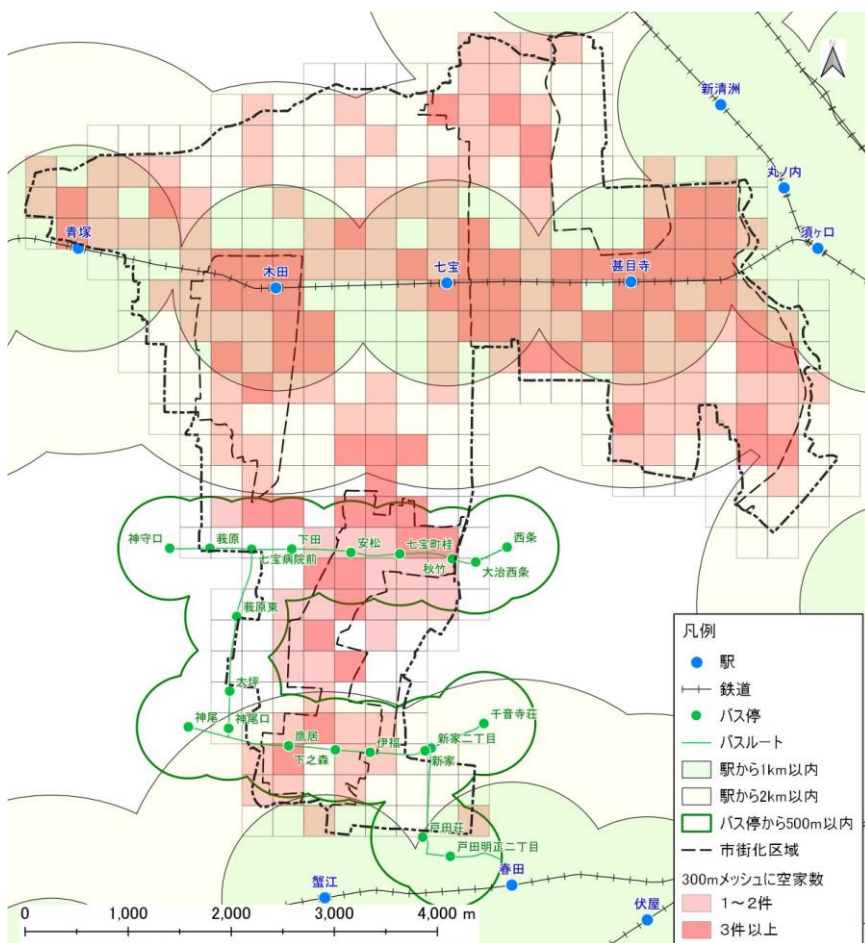 N
新清洲
丸ノ内
須ヶ口
青塚
木田
七宝
甚目寺
神守口
莪原
下田
安松
七宝町桂
西条
七宝病院前
秋竹
大治西条
莪原東
大坪
神尾
神尾口
鷹居
下之森
伊福
新家二丁目
新家
千音寺荘
戸田荘
戸田明正二丁目
蟹江
春田
伏屋
0 1,000 2,000 3,000 4,000 m
凡例
駅
鉄道
バス停
バスルート
駅から1km以内
駅から2km以内
バス停から500m以内
市街化区域
300mメッシュに空家数
1~2件
3件以上